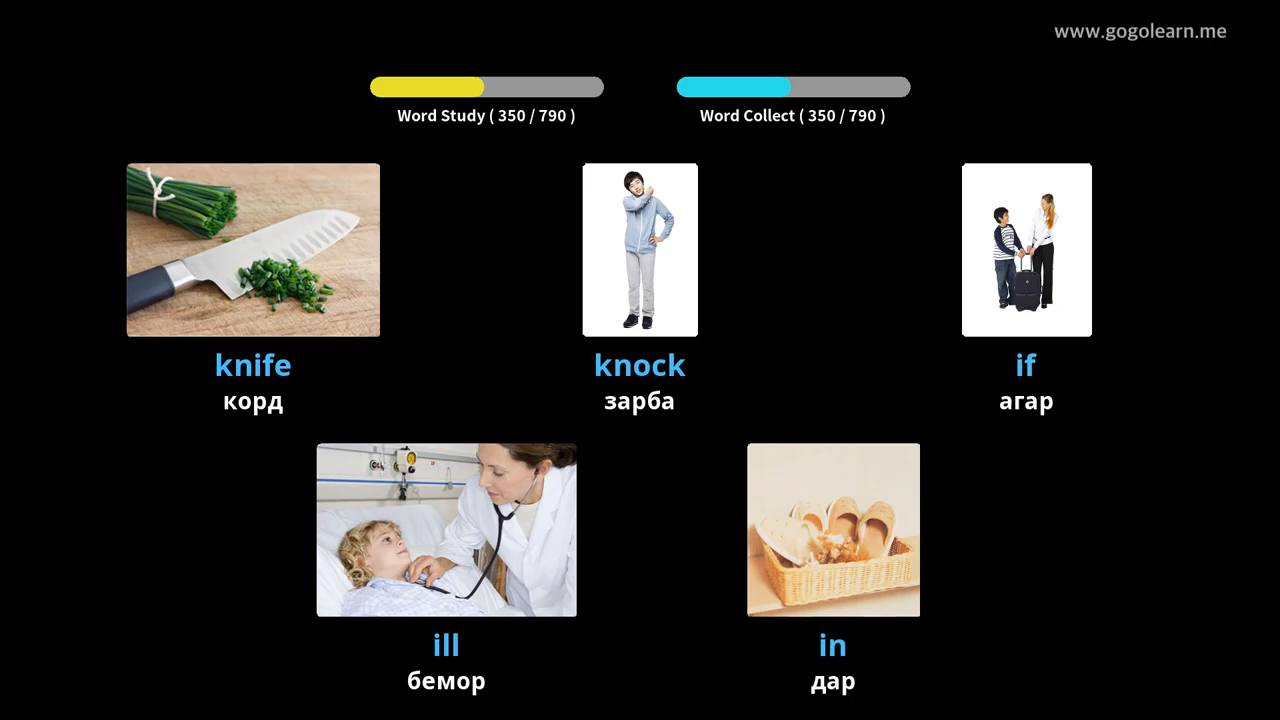 www.gogolearn.me
Word Study ( 350 / 790 )
Word Collect ( 350 / 790 )
knife
корд
knock
зарба
if
агар
ill
бемор
in
дар